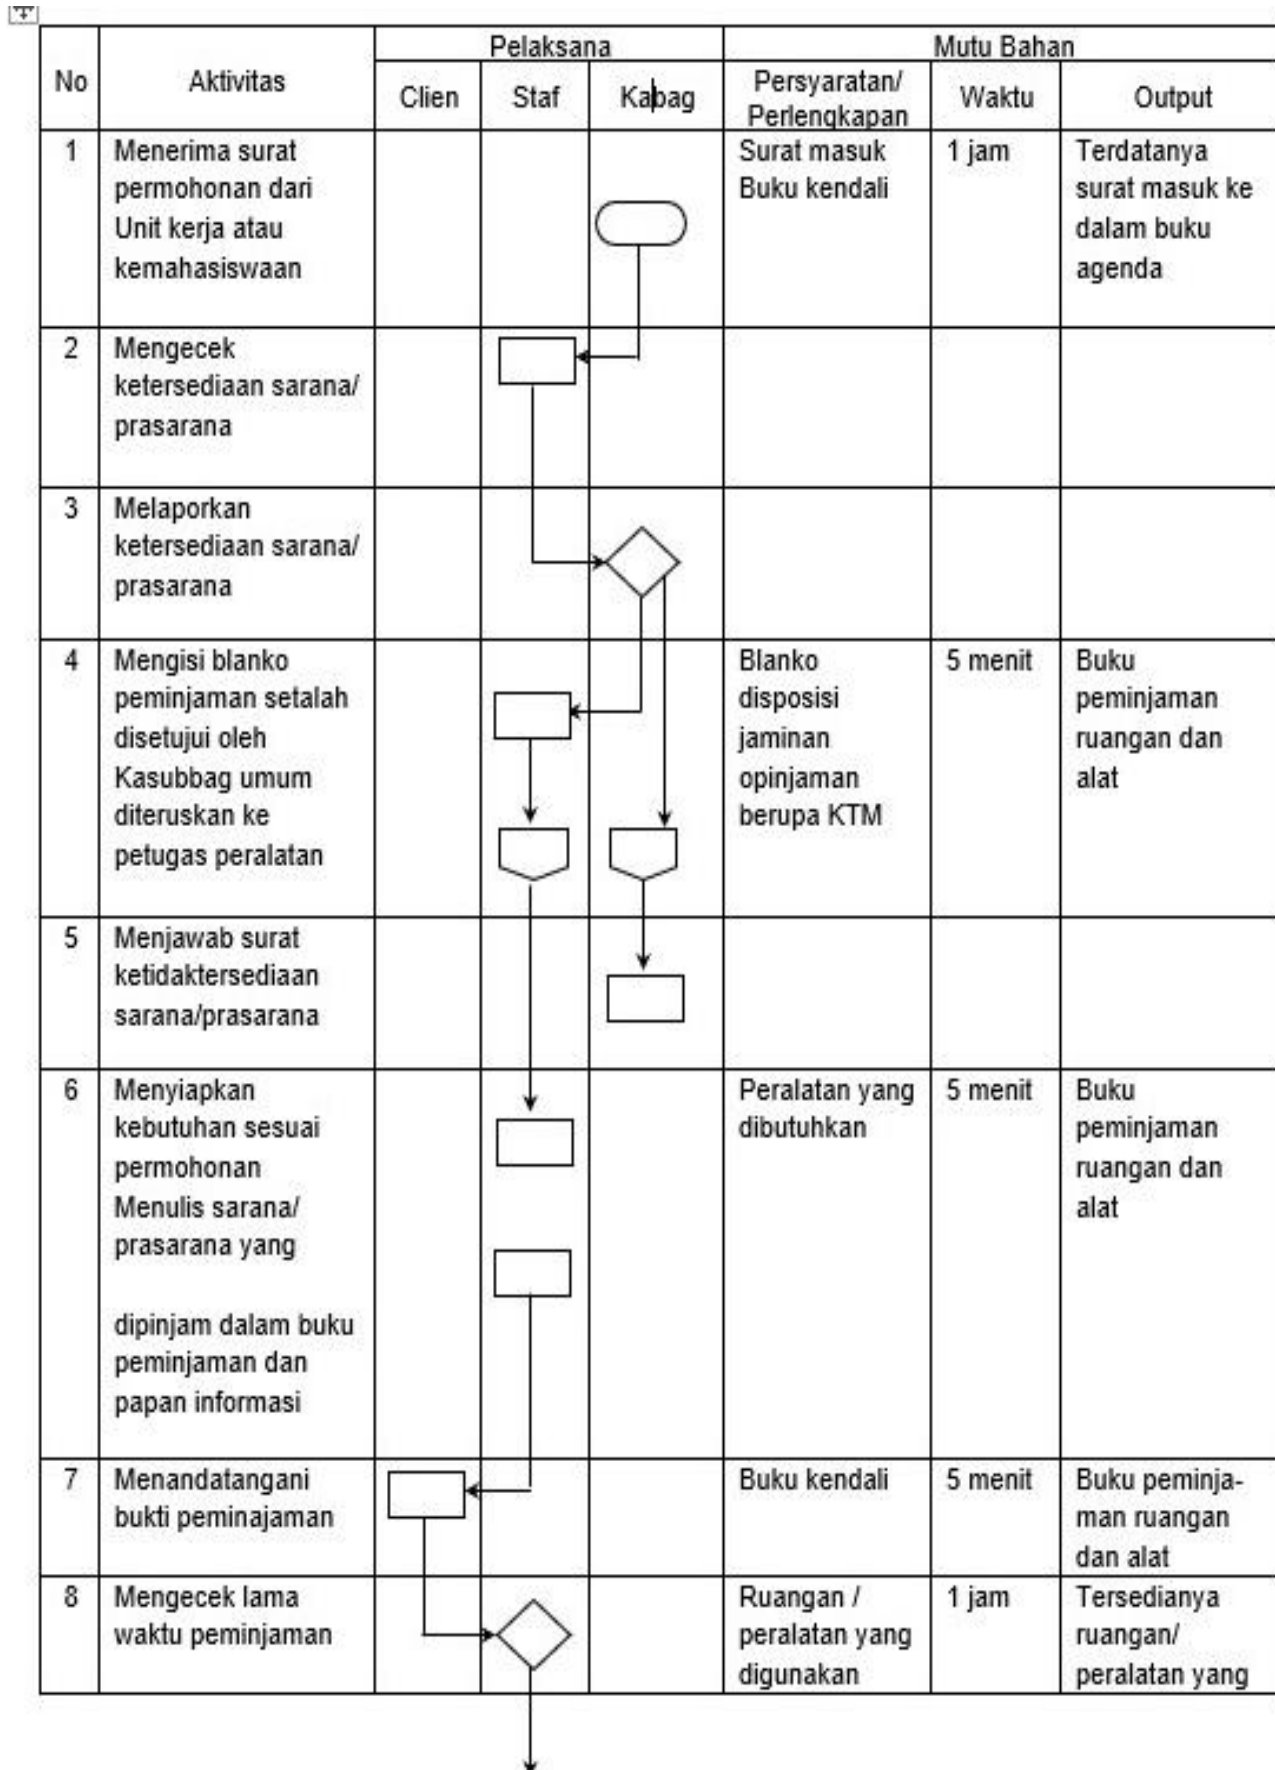 Pelaksana
Mutu Bahan
No
Aktivitas
Clien
Staf
Kabag
Persyaratan/
Perlengkapan
Waktu
Output
1
Menerima surat
permohonan dari
Unit kerja atau
kemahasiswaan
Surat masuk
Buku kendali
1 jam
Terdatanya
surat masuk ke
dalam buku
agenda
2
Mengecek
ketersediaan sarana/
prasarana
3
Melaporkan
ketersediaan sarana/
prasarana
4
Mengisi blanko
peminjaman setalah
disetujui oleh
Kasubbag umum
diteruskan ke
petugas peralatan
Blanko
disposisi
jaminan
opinjaman
berupa KTM
5 menit
Buku
peminjaman
ruangan dan
alat
5
Menjawab surat
ketidaktersediaan
sarana/prasarana
6
Menyiapkan
kebutuhan sesuai
permohonan
Menulis sarana/
prasarana yang
dipinjam dalam buku
peminjaman dan
papan informasi
Peralatan yang
dibutuhkan
5 menit
Buku
peminjaman
ruangan dan
alat
7
Menandatangani
bukti peminajaman
Buku kendali
5 menit
Buku peminja-
man ruangan
dan alat
8
Mengecek lama
waktu peminjaman
Ruangan /
peralatan yang
digunakan
1 jam
Tersedianya
ruangan/
peralatan yang